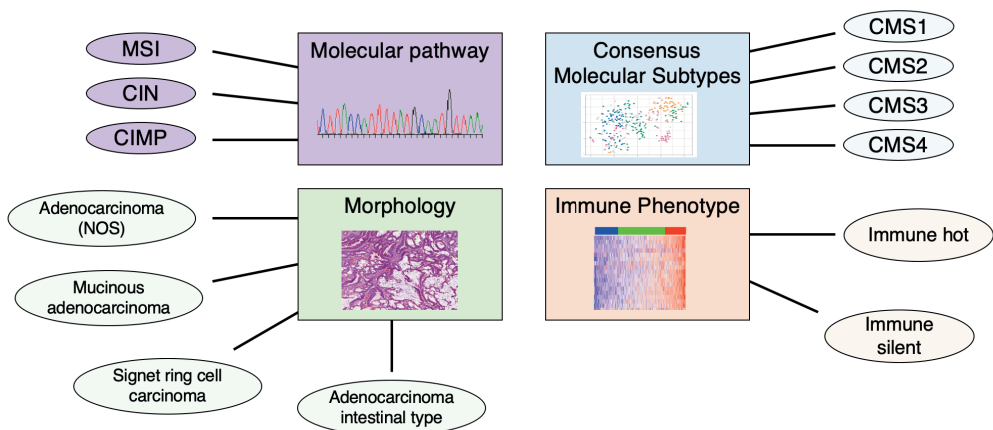 MSI
CIN
CIMP
Molecular pathway
Consensus
Molecular Subtypes
CMS1
CMS2
CMS3
CMS4
Adenocarcinoma
(NOS)
Mucinous
adenocarcinoma
Signet ring cell
carcinoma
Adenocarcinoma
intestinal type
Morphology
Immune Phenotype
Immune hot
Immune
silent